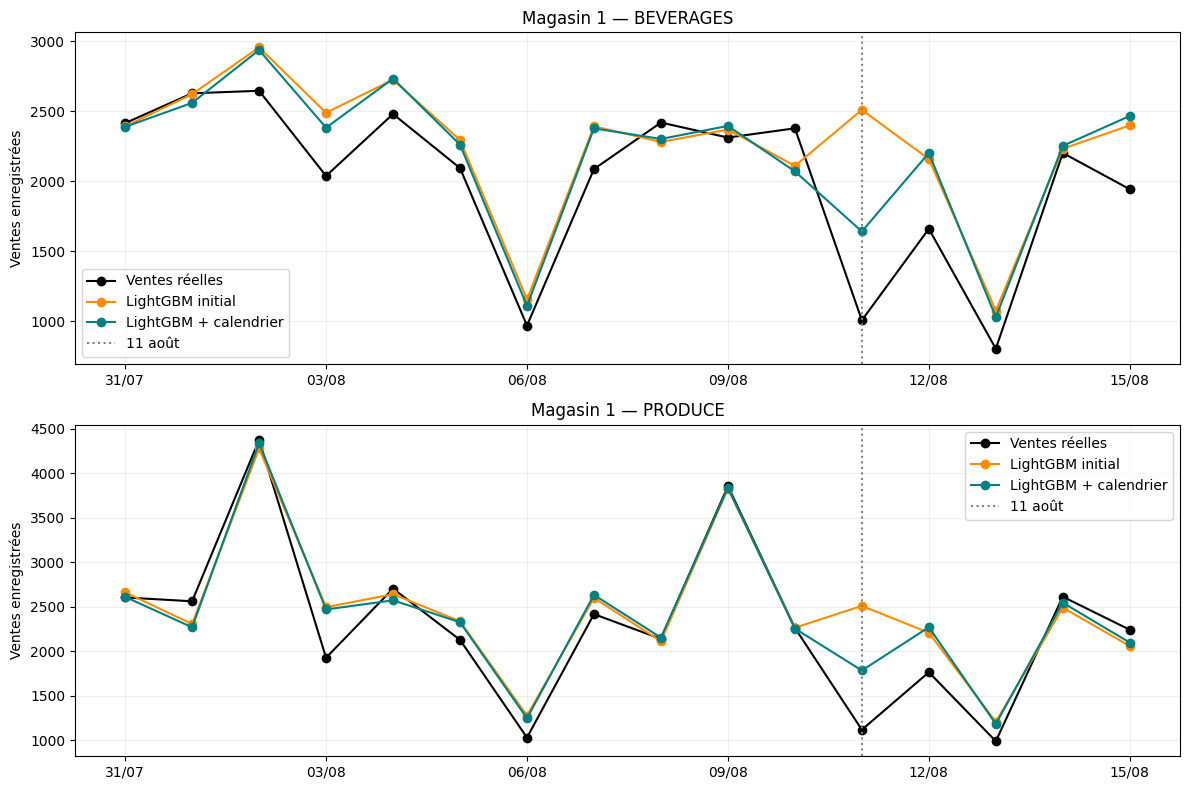 Magasin 1 — BEVERAGES
Ventes enregistrées
3000
2500
2000
1500
1000
Ventes réelles
LightGBM initial
LightGBM + calendrier
11 août
31/07
03/08
06/08
09/08
12/08
15/08
Magasin 1 — PRODUCE
Ventes enregistrées
4500
4000
3500
3000
2500
2000
1500
1000
Ventes réelles
LightGBM initial
LightGBM + calendrier
11 août
31/07
03/08
06/08
09/08
12/08
15/08